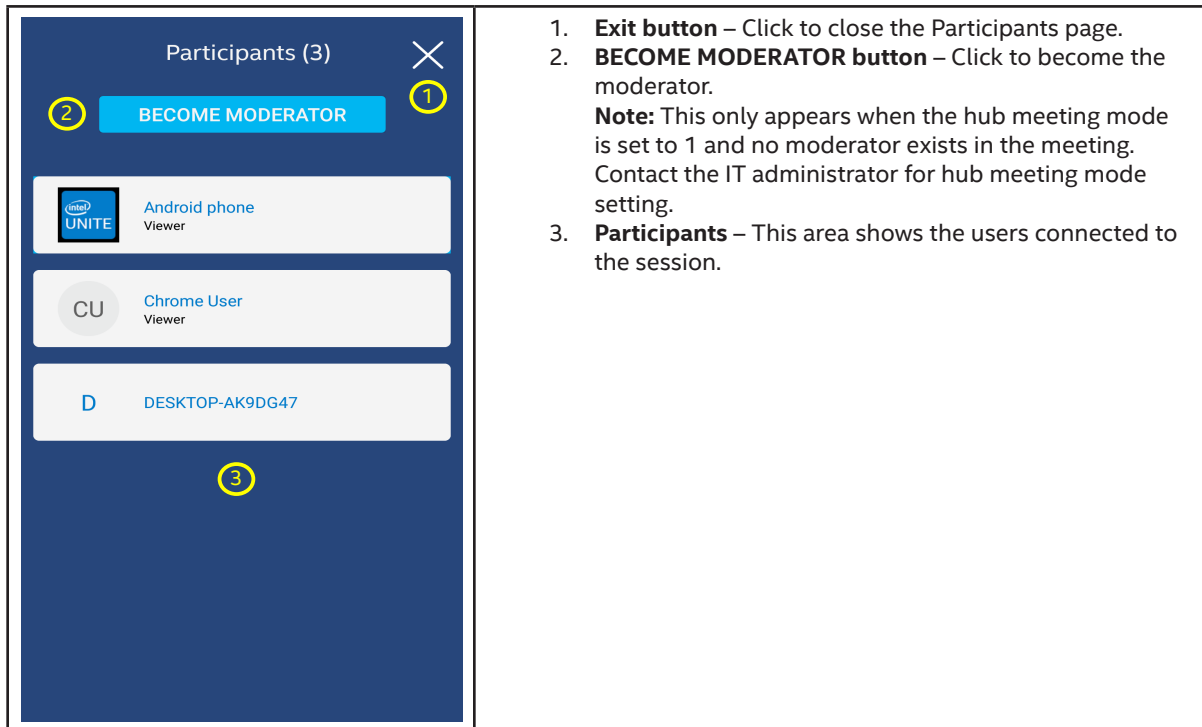 Participants (3)
1
2
BECOME MODERATOR
intel
UNITE
Android phone
Viewer
CU
Chrome User
Viewer
D
DESKTOP-AK9DG47
3
1. Exit button – Click to close the Participants page.
2. BECOME MODERATOR button – Click to become the
moderator.
Note: This only appears when the hub meeting mode
is set to 1 and no moderator exists in the meeting.
Contact the IT administrator for hub meeting mode
setting.
3. Participants – This area shows the users connected to
the session.